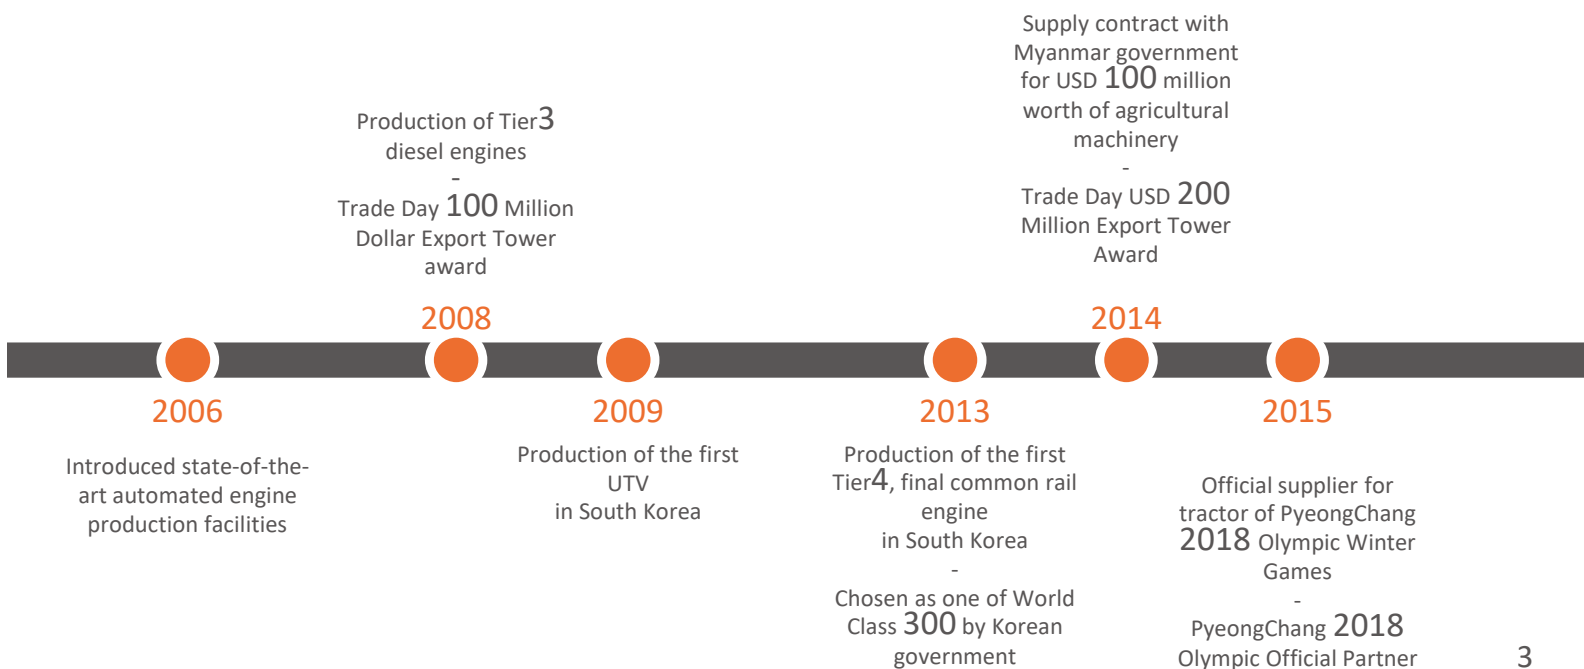 Supply contract with
Myanmar government
for USD 100 million
worth of agricultural
machinery
-
Trade Day USD 200
Million Export Tower
Award
Production of Tier3
diesel engines
-
Trade Day 100 Million
Dollar Export Tower
award
2008
2014
2006
2009
2013
2015
Introduced state-of-the-
art automated engine
production facilities
Production of the first
UTV
in South Korea
Production of the first
Tier4, final common rail
engine
in South Korea
-
Chosen as one of World
Class 300 by Korean
government
Official supplier for
tractor of PyeongChang
2018 Olympic Winter
Games
-
PyeongChang 2018
Olympic Official Partner
3